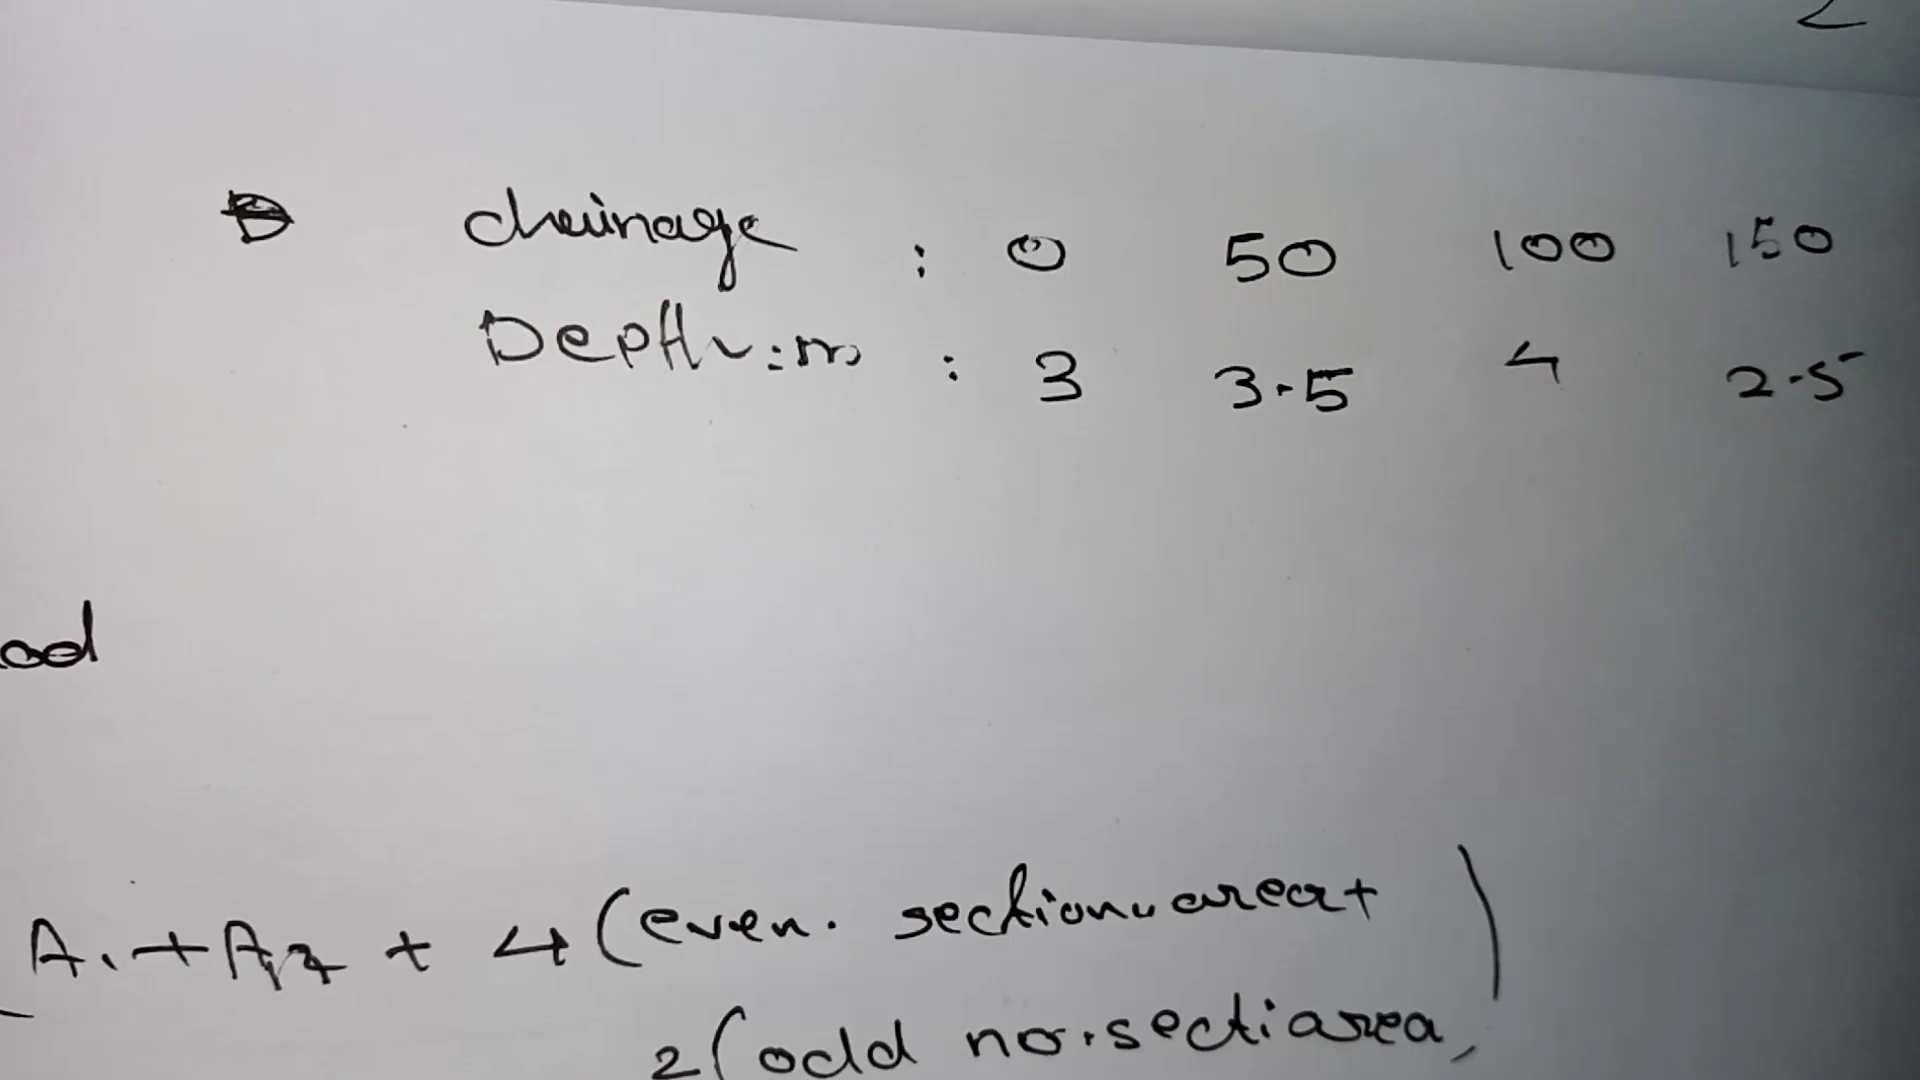 chainage : 0 50 100 150
Depth:m : 3 3.5 4 2.5
od
A1 + A2 + 4 (even. section area +
2 (odd no. secti area,